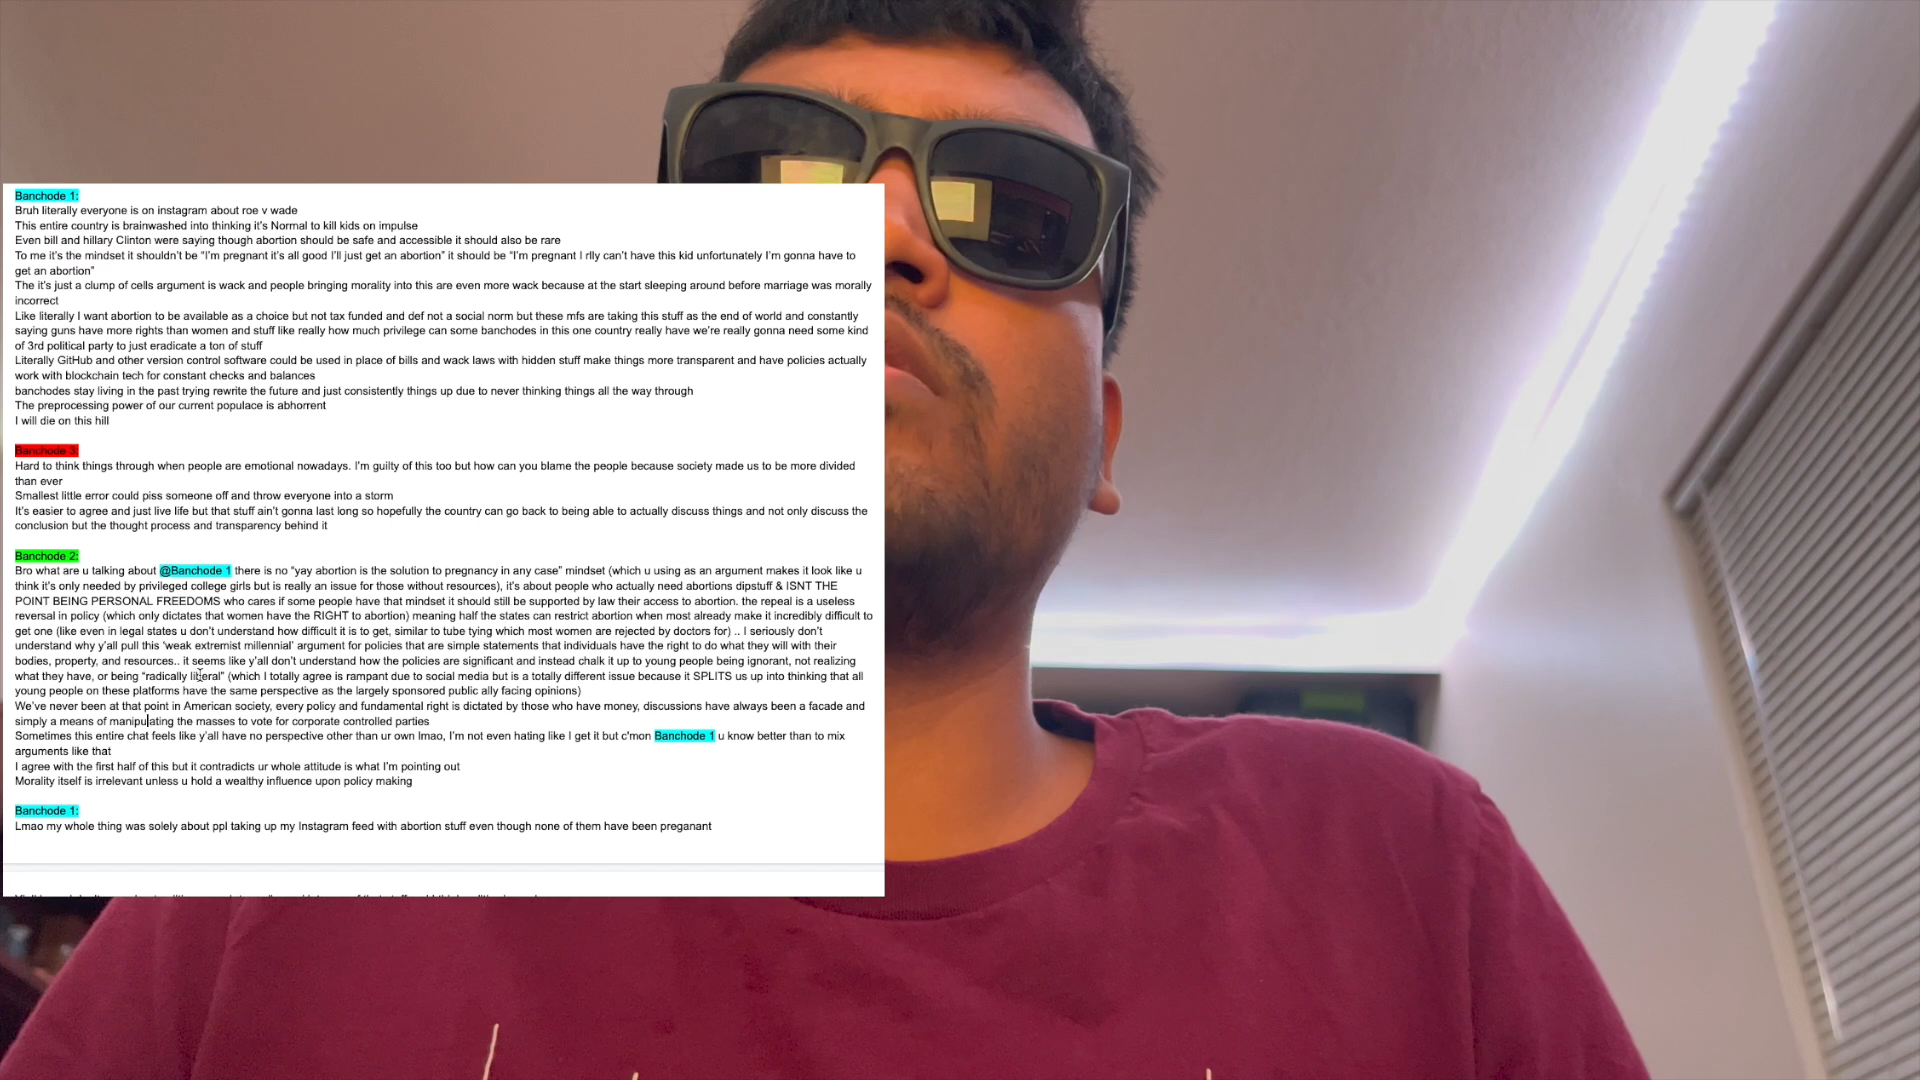 Banchode 1:
Bruh literally everyone is on instagram about roe v wade
This entire country is brainwashed into thinking it's Normal to kill kids on impulse
Even bill and hillary Clinton were saying though abortion should be safe and accessible it should also be rare
To me it's the mindset it shouldn't be "I'm pregnant it's all good I'll just get an abortion" it should be "I'm pregnant I rlly can't have this kid unfortunately I'm gonna have to
get an abortion"
The it's just a clump of cells argument is wack and people bringing morality into this are even more wack because at the start sleeping around before marriage was morally
incorrect
Like literally I want abortion to be available as a choice but not tax funded and def not a social norm but these mfs are taking this stuff as the end of world and constantly
saying guns have more rights than women and stuff like really how much privilege can some banchodes in this one country really have we're really gonna need some kind
of 3rd political party to just eradicate a ton of stuff
Literally GitHub and other version control software could be used in place of bills and wack laws with hidden stuff make things more transparent and have policies actually
work with blockchain tech for constant checks and balances
banchodes stay living in the past trying rewrite the future and just consistently things up due to never thinking things all the way through
The preprocessing power of our current populace is abhorrent
I will die on this hill
Banchode 3:
Hard to think things through when people are emotional nowadays. I'm guilty of this too but how can you blame the people because society made us to be more divided
than ever
Smallest little error could piss someone off and throw everyone into a storm
It's easier to agree and just live life but that stuff ain't gonna last long so hopefully the country can go back to being able to actually discuss things and not only discuss the
conclusion but the thought process and transparency behind it
Banchode 2:
Bro what are u talking about @Banchode 1 there is no "yay abortion is the solution to pregnancy in any case" mindset (which u using as an argument makes it look like u
think it's only needed by privileged college girls but is really an issue for those without resources), it's about people who actually need abortions dipstuff & ISNT THE
POINT BEING PERSONAL FREEDOMS who cares if some people have that mindset it should still be supported by law their access to abortion. the repeal is a useless
reversal in policy (which only dictates that women have the RIGHT to abortion) meaning half the states can restrict abortion when most already make it incredibly difficult to
get one (like even in legal states u don't understand how difficult it is to get, similar to tube tying which most women are rejected by doctors for) .. I seriously don't
understand why y'all pull this 'weak extremist millennial' argument for policies that are simple statements that individuals have the right to do what they will with their
bodies, property, and resources.. it seems like y'all don't understand how the policies are significant and instead chalk it up to young people being ignorant, not realizing
what they have, or being "radically liberal" (which I totally agree is rampant due to social media but is a totally different issue because it SPLITS us up into thinking that all
young people on these platforms have the same perspective as the largely sponsored public ally facing opinions)
We've never been at that point in American society, every policy and fundamental right is dictated by those who have money, discussions have always been a facade and
simply a means of manipulating the masses to vote for corporate controlled parties
Sometimes this entire chat feels like y'all have no perspective other than ur own lmao, I'm not even hating like I get it but c'mon Banchode 1 u know better than to mix
arguments like that
I agree with the first half of this but it contradicts ur whole attitude is what I'm pointing out
Morality itself is irrelevant unless u hold a wealthy influence upon policy making
Banchode 1:
Lmao my whole thing was solely about ppl taking up my Instagram feed with abortion stuff even though none of them have been preganant